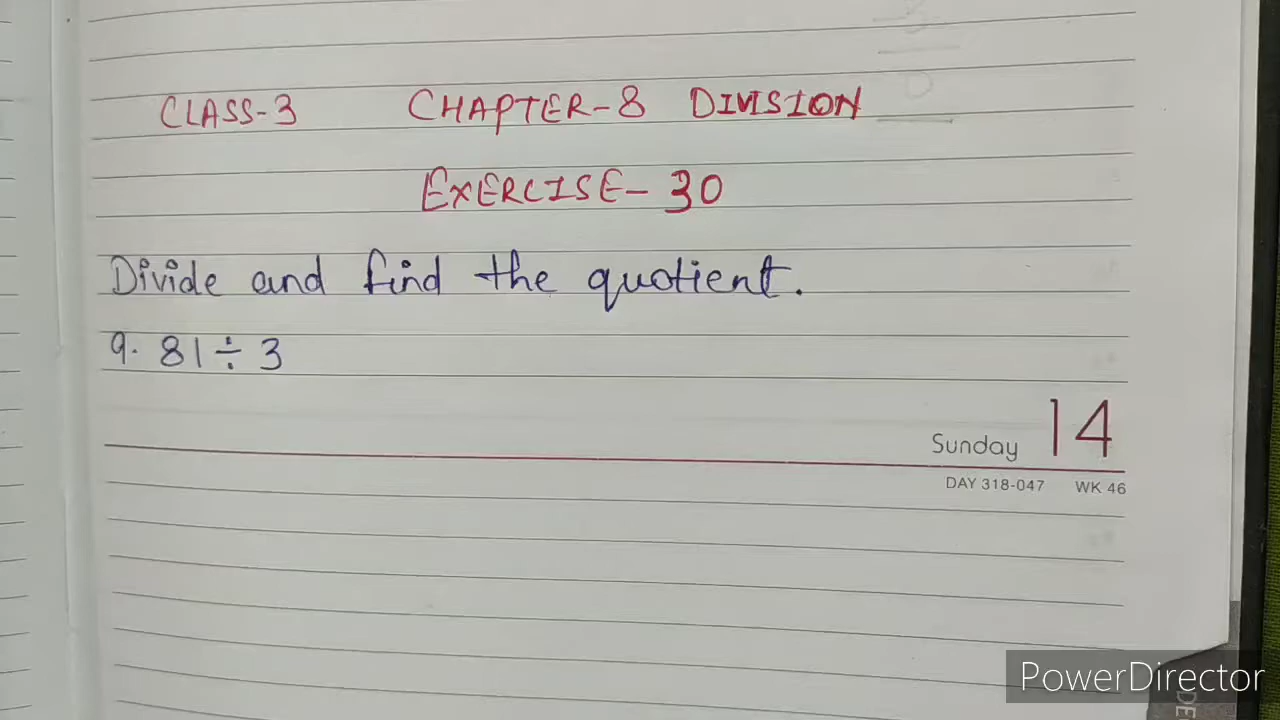 CLASS-3 CHAPTER-8 DIVISION
EXERCISE-30
Divide and find the quotient.
9. 81÷3
Sunday 14
DAY 318-047 WK 46
PowerDirector
DE